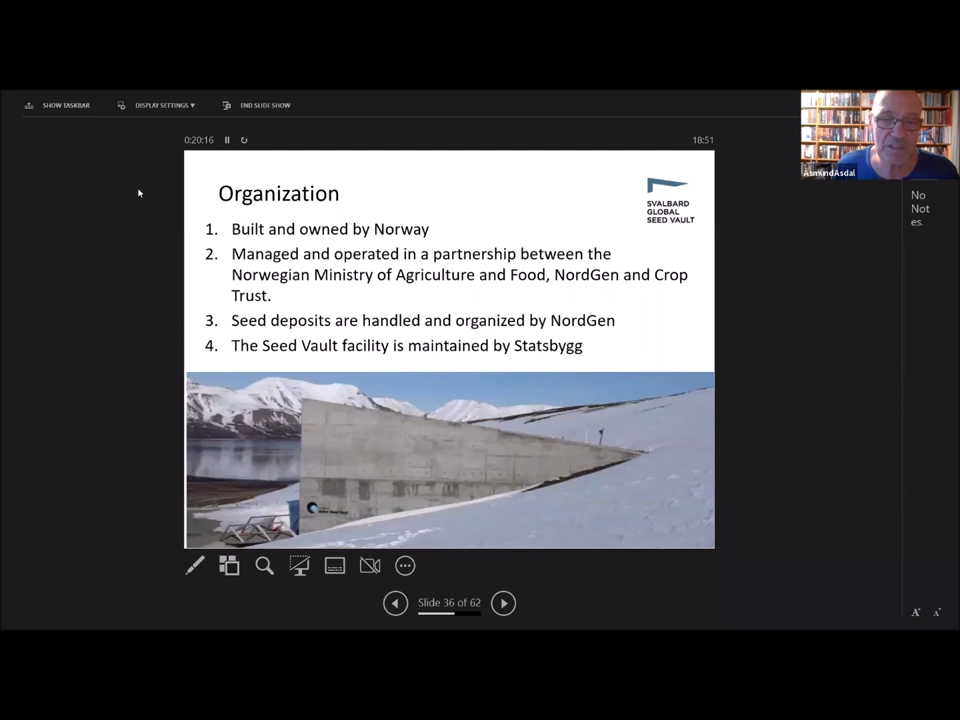 SHOW TASKBAR
DISPLAY SETTINGS ▼
END SLIDE SHOW
0:20:16
18:51
ÅsmundAsdal
No
Not
es.
Organization
SVALBARD
GLOBAL
SEED VAULT
1. Built and owned by Norway
2. Managed and operated in a partnership between the
Norwegian Ministry of Agriculture and Food, NordGen and Crop
Trust.
3. Seed deposits are handled and organized by NordGen
4. The Seed Vault facility is maintained by Statsbygg
Slide 36 of 62
A
A